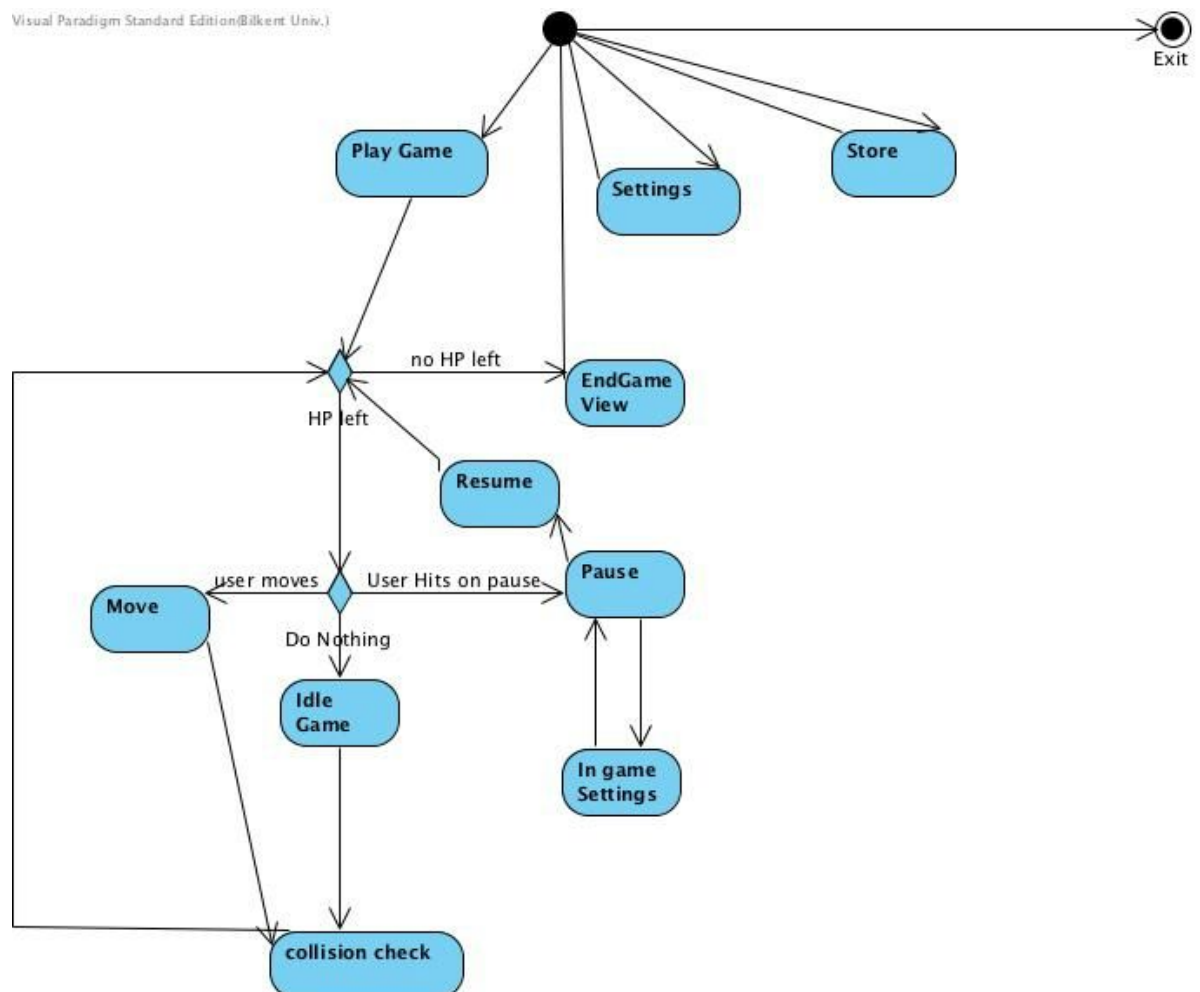 Visual Paradigm Standard Edition(Bilkent Univ.)
Exit
Play Game
Store
Settings
no HP left
EndGame
View
HP left
Resume
user moves
User Hits on pause
Pause
Move
Do Nothing
Idle
Game
In game
Settings
collision check